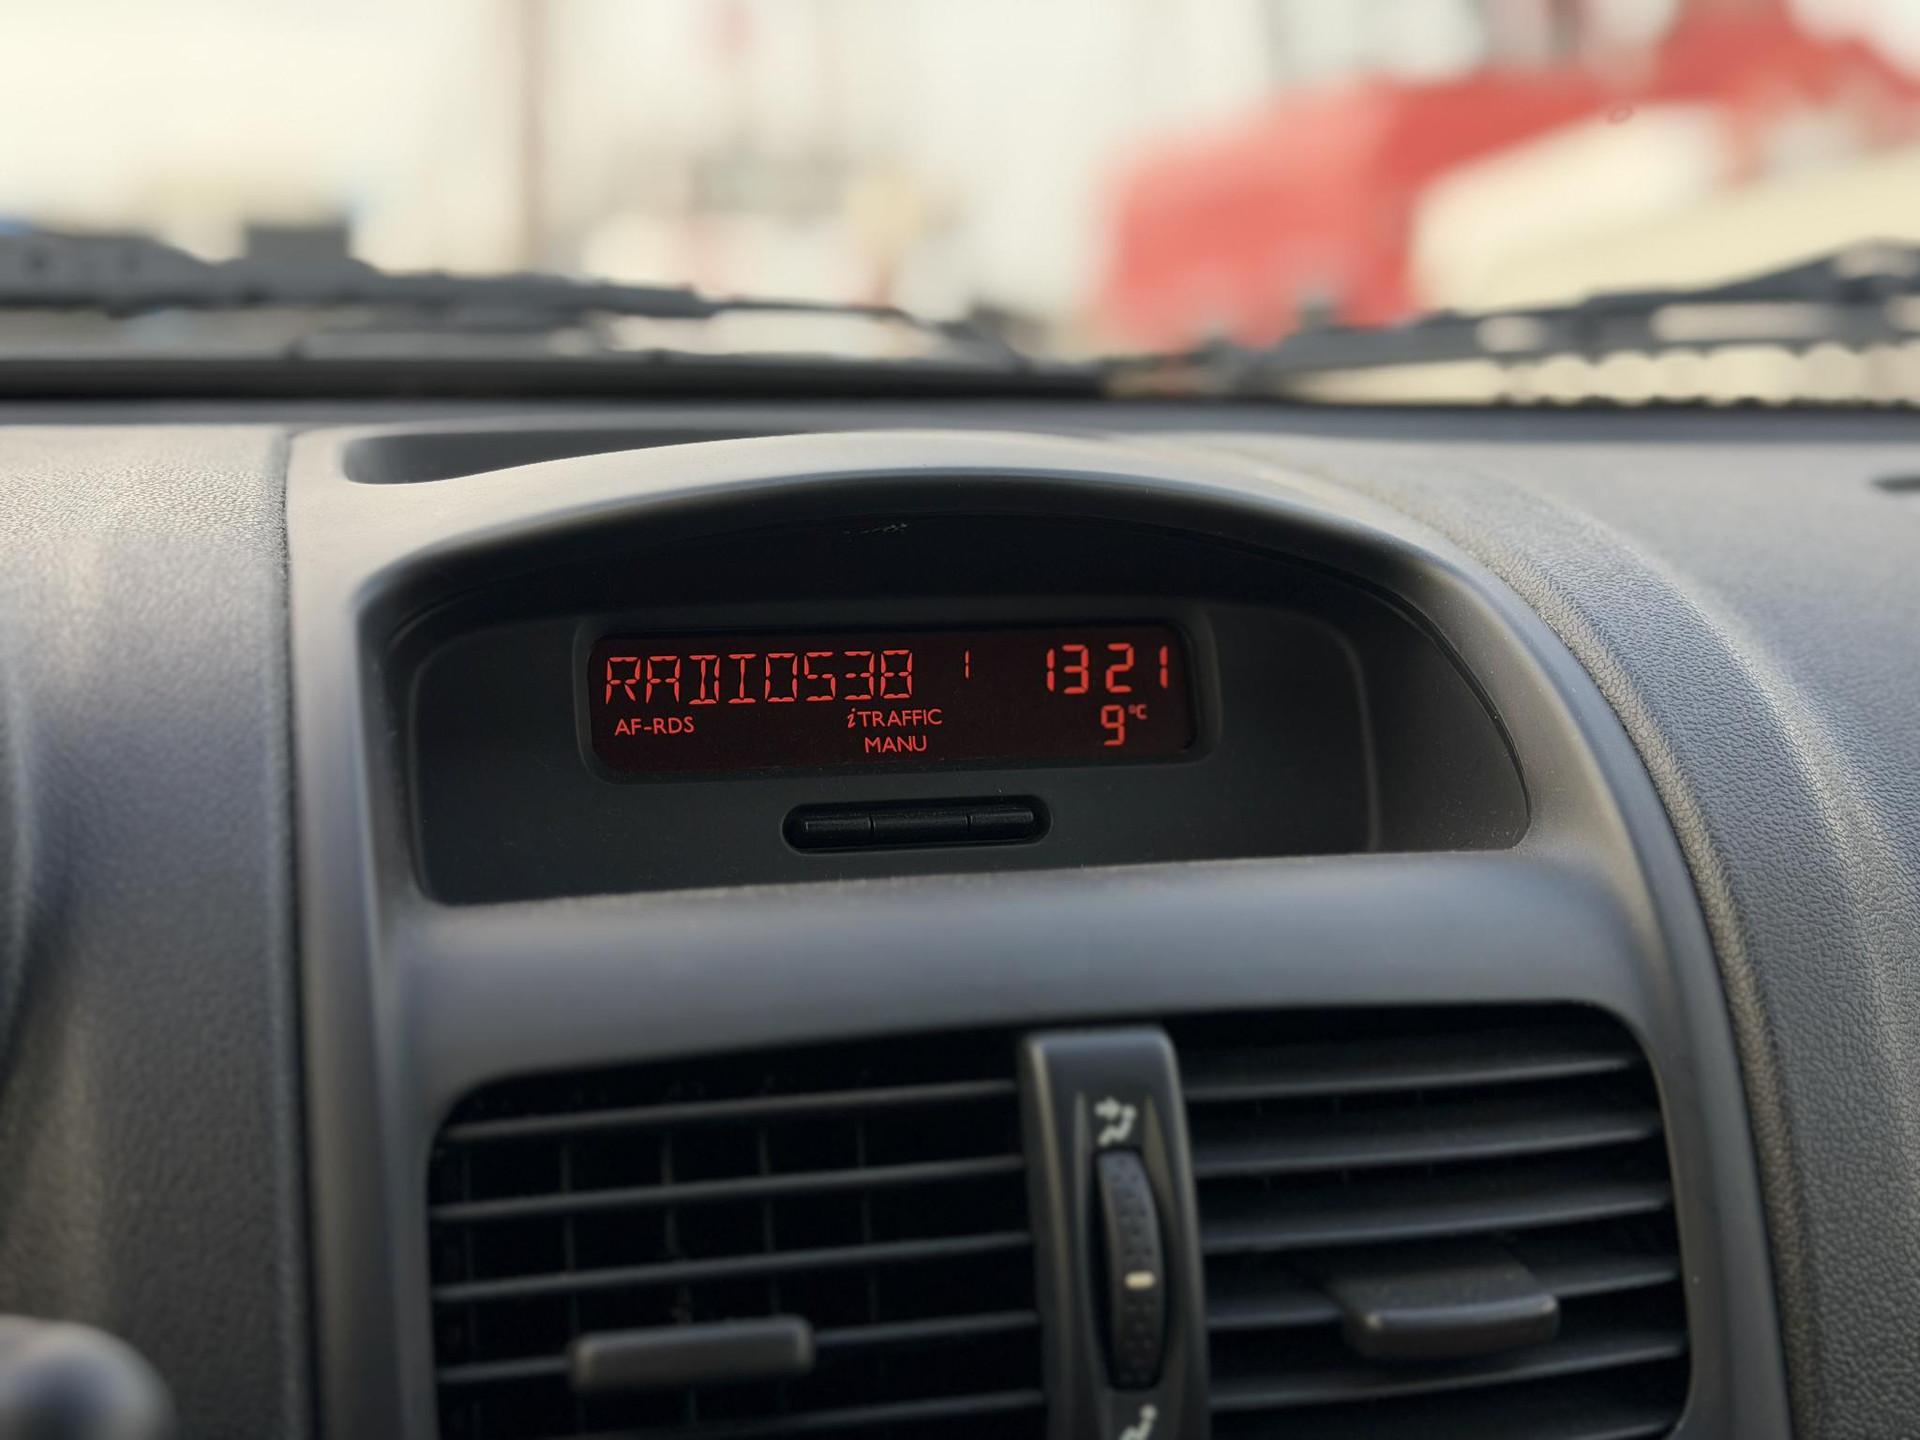 RADIO538 1 13 21
AF-RDS iTRAFFIC 9°C
MANU